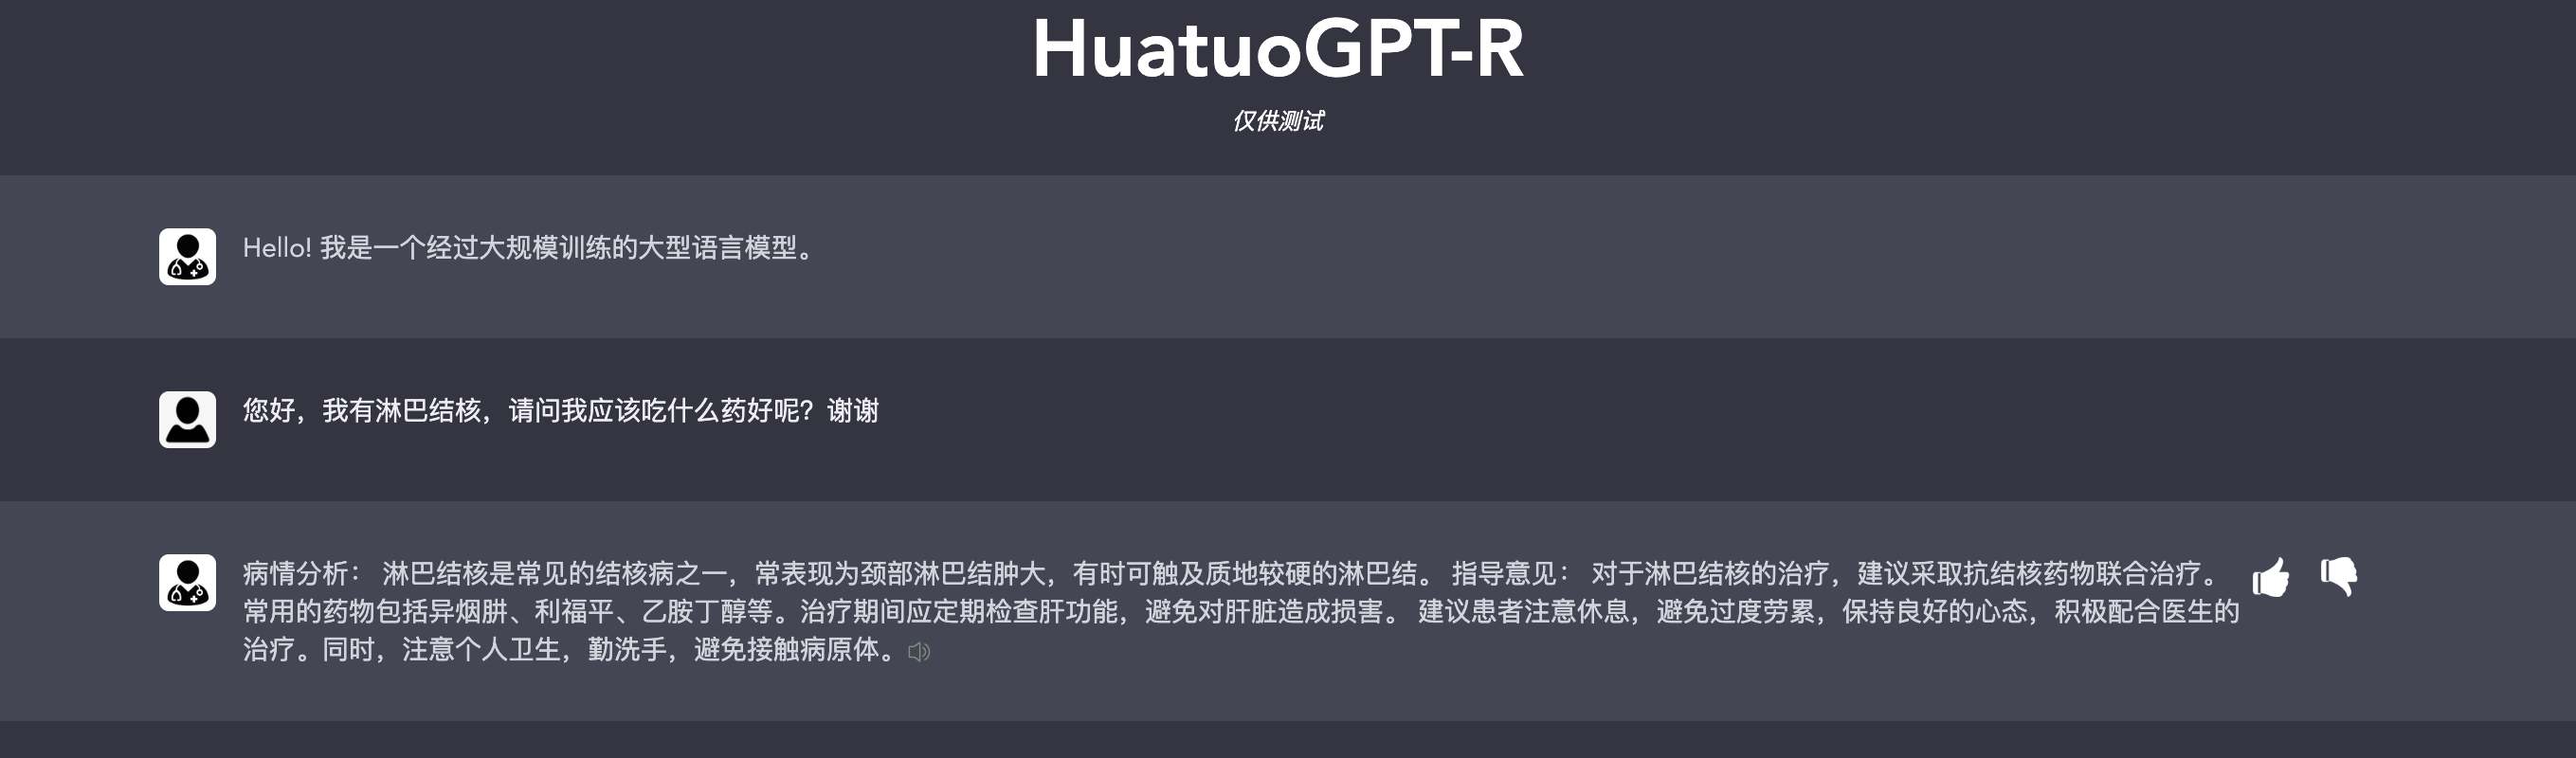 HuatuoGPT-R
仅供测试
Hello! 我是一个经过大规模训练的大型语言模型。
您好，我有淋巴结核，请问我应该吃什么药好呢？谢谢
病情分析： 淋巴结核是常见的结核病之一，常表现为颈部淋巴结肿大，有时可触及质地较硬的淋巴结。 指导意见： 对于淋巴结核的治疗，建议采取抗结核药物联合治疗。
常用的药物包括异烟肼、利福平、乙胺丁醇等。治疗期间应定期检查肝功能，避免对肝脏造成损害。 建议患者注意休息，避免过度劳累，保持良好的心态，积极配合医生的
治疗。同时，注意个人卫生，勤洗手，避免接触病原体。